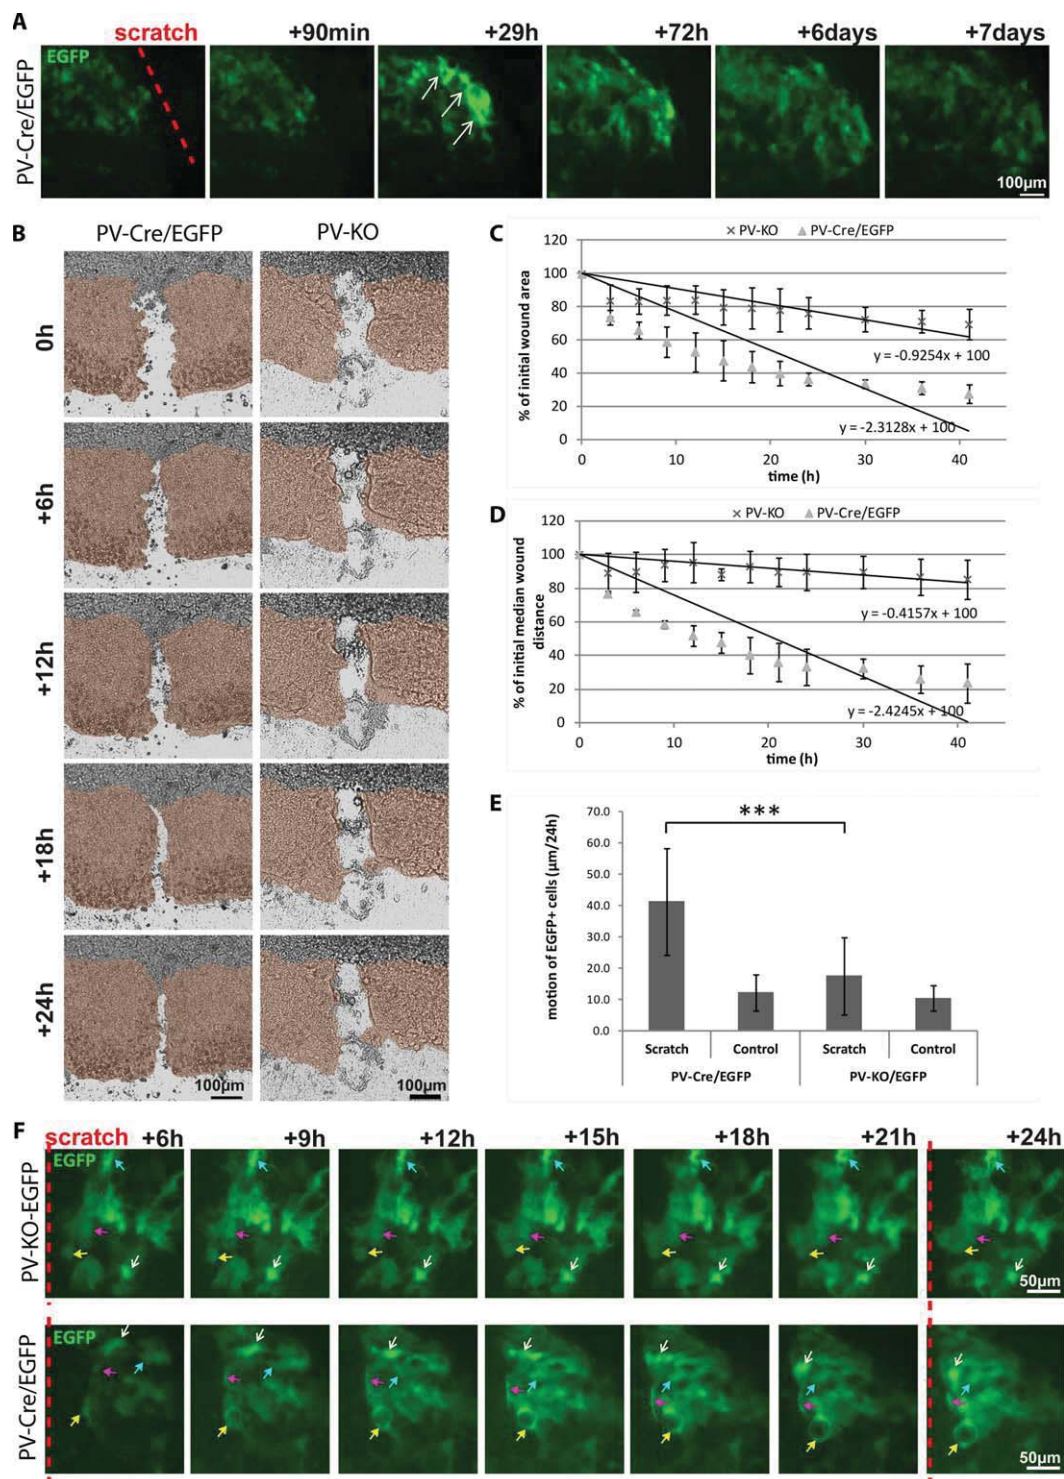 A
scratch +90min +29h +72h +6days +7days
EGFP
PV-Cre/EGFP
100µm
B
PV-Cre/EGFP PV-KO
0h
+6h
+12h
+18h
+24h
100µm 100µm
C
× PV-KO ▲ PV-Cre/EGFP
% of initial wound area
120
100
80
60
40
20
0
y = -0.9254x + 100
y = -2.3128x + 100
0 10 20 30 40
time (h)
D
× PV-KO ▲ PV-Cre/EGFP
% of initial median wound
distance
120
100
80
60
40
20
0
y = -0.4157x + 100
y = -2.4245x + 100
0 10 20 30 40
time (h)
E
motion of EGFP+ cells (µm/24h)
70.0
60.0
50.0
40.0
30.0
20.0
10.0
0.0
***
Scratch Control Scratch Control
PV-Cre/EGFP PV-KO/EGFP
F
scratch +6h +9h +12h +15h +18h +21h +24h
EGFP
PV-KO-EGFP
50µm
EGFP
PV-Cre/EGFP
50µm